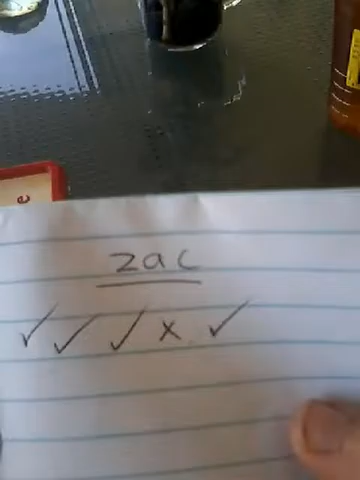 e
zac
✓ ✓ ✓ x ✓